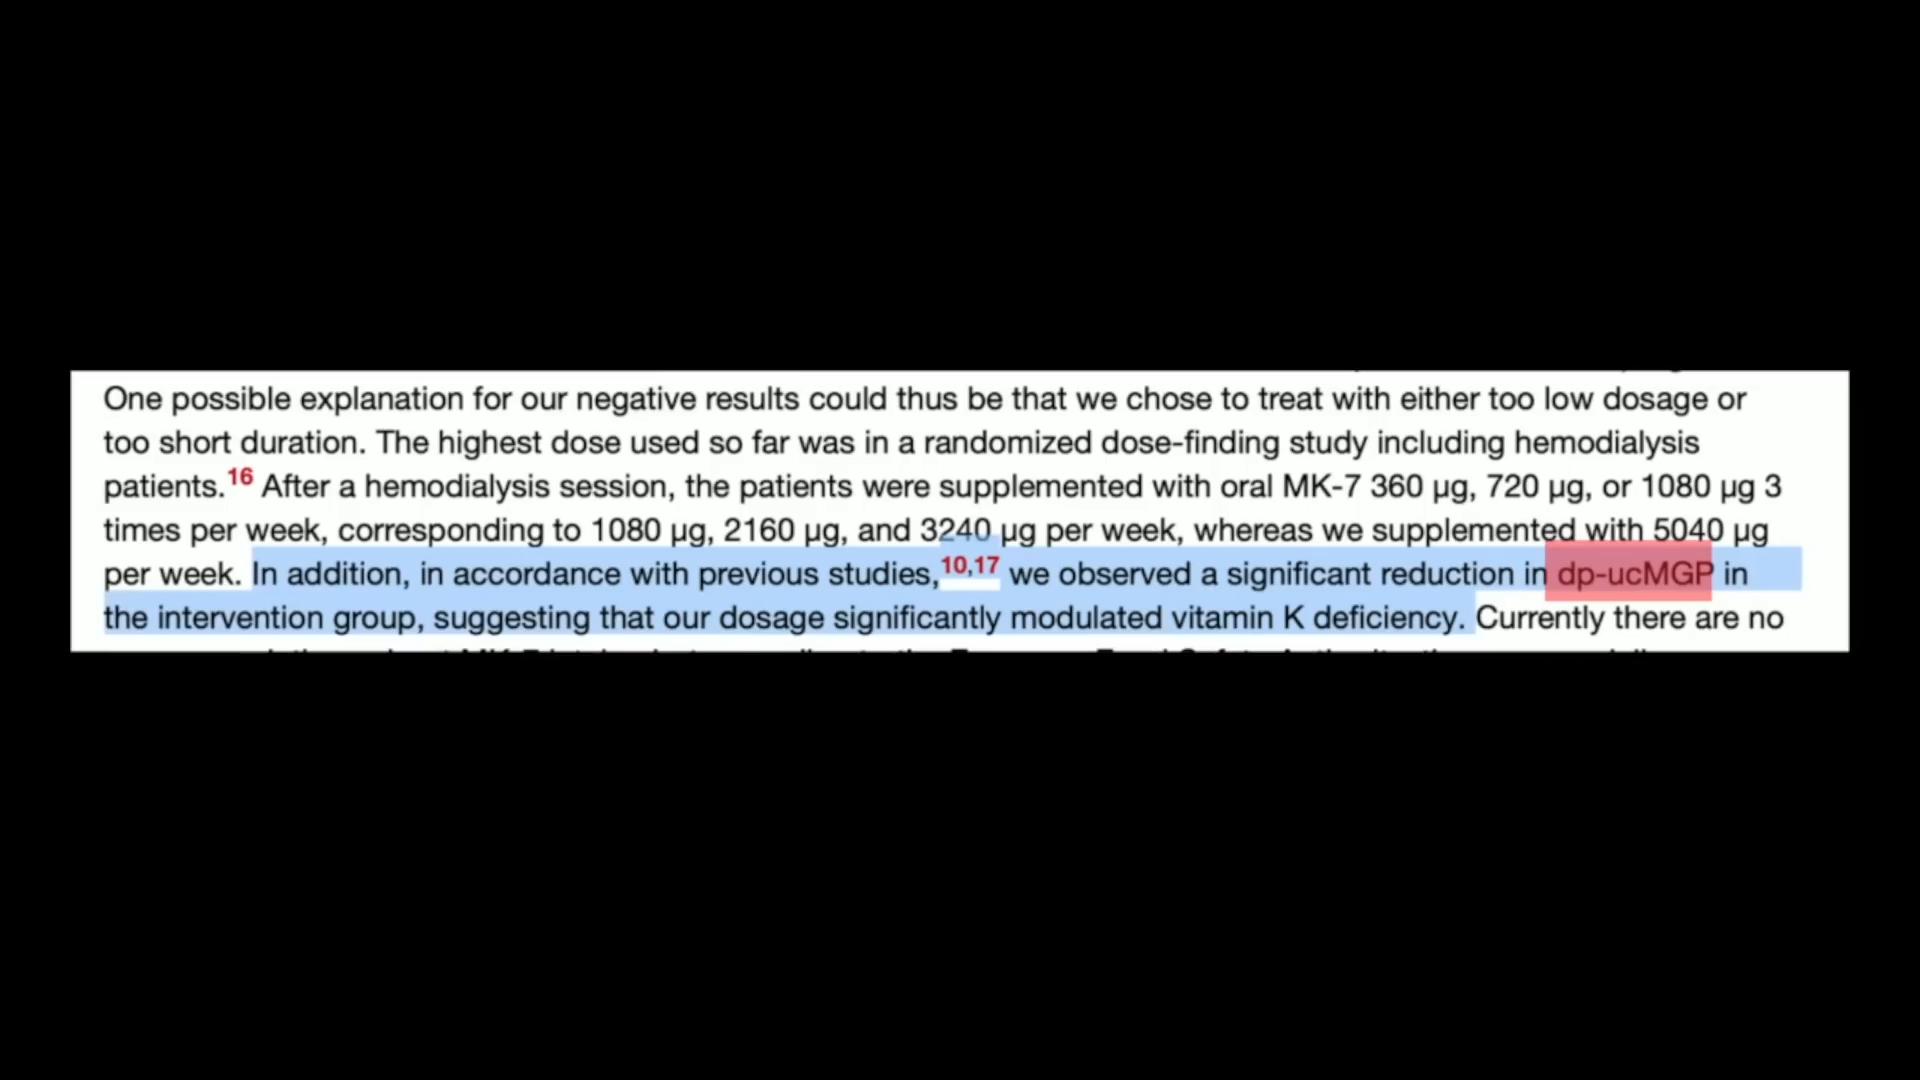 One possible explanation for our negative results could thus be that we chose to treat with either too low dosage or
too short duration. The highest dose used so far was in a randomized dose-finding study including hemodialysis
patients.16 After a hemodialysis session, the patients were supplemented with oral MK-7 360 µg, 720 µg, or 1080 µg 3
times per week, corresponding to 1080 µg, 2160 µg, and 3240 µg per week, whereas we supplemented with 5040 µg
per week. In addition, in accordance with previous studies,10,17 we observed a significant reduction in dp-ucMGP in
the intervention group, suggesting that our dosage significantly modulated vitamin K deficiency. Currently there are no